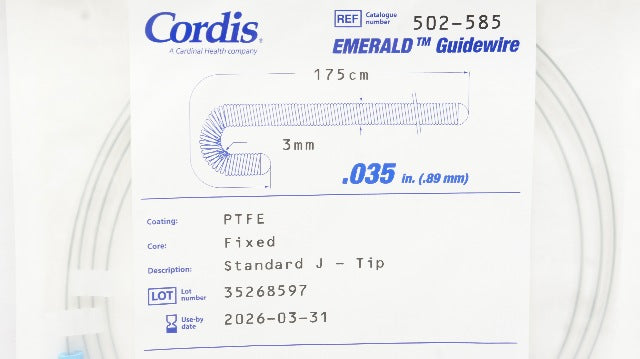 Cordis®
A Cardinal Health company
REF Catalogue number 502-585
EMERALD™ Guidewire
175cm
3mm
.035 in. (.89 mm)
Coating: PTFE
Core: Fixed
Description: Standard J - Tip
LOT Lot number 35268597
Use-by date 2026-03-31